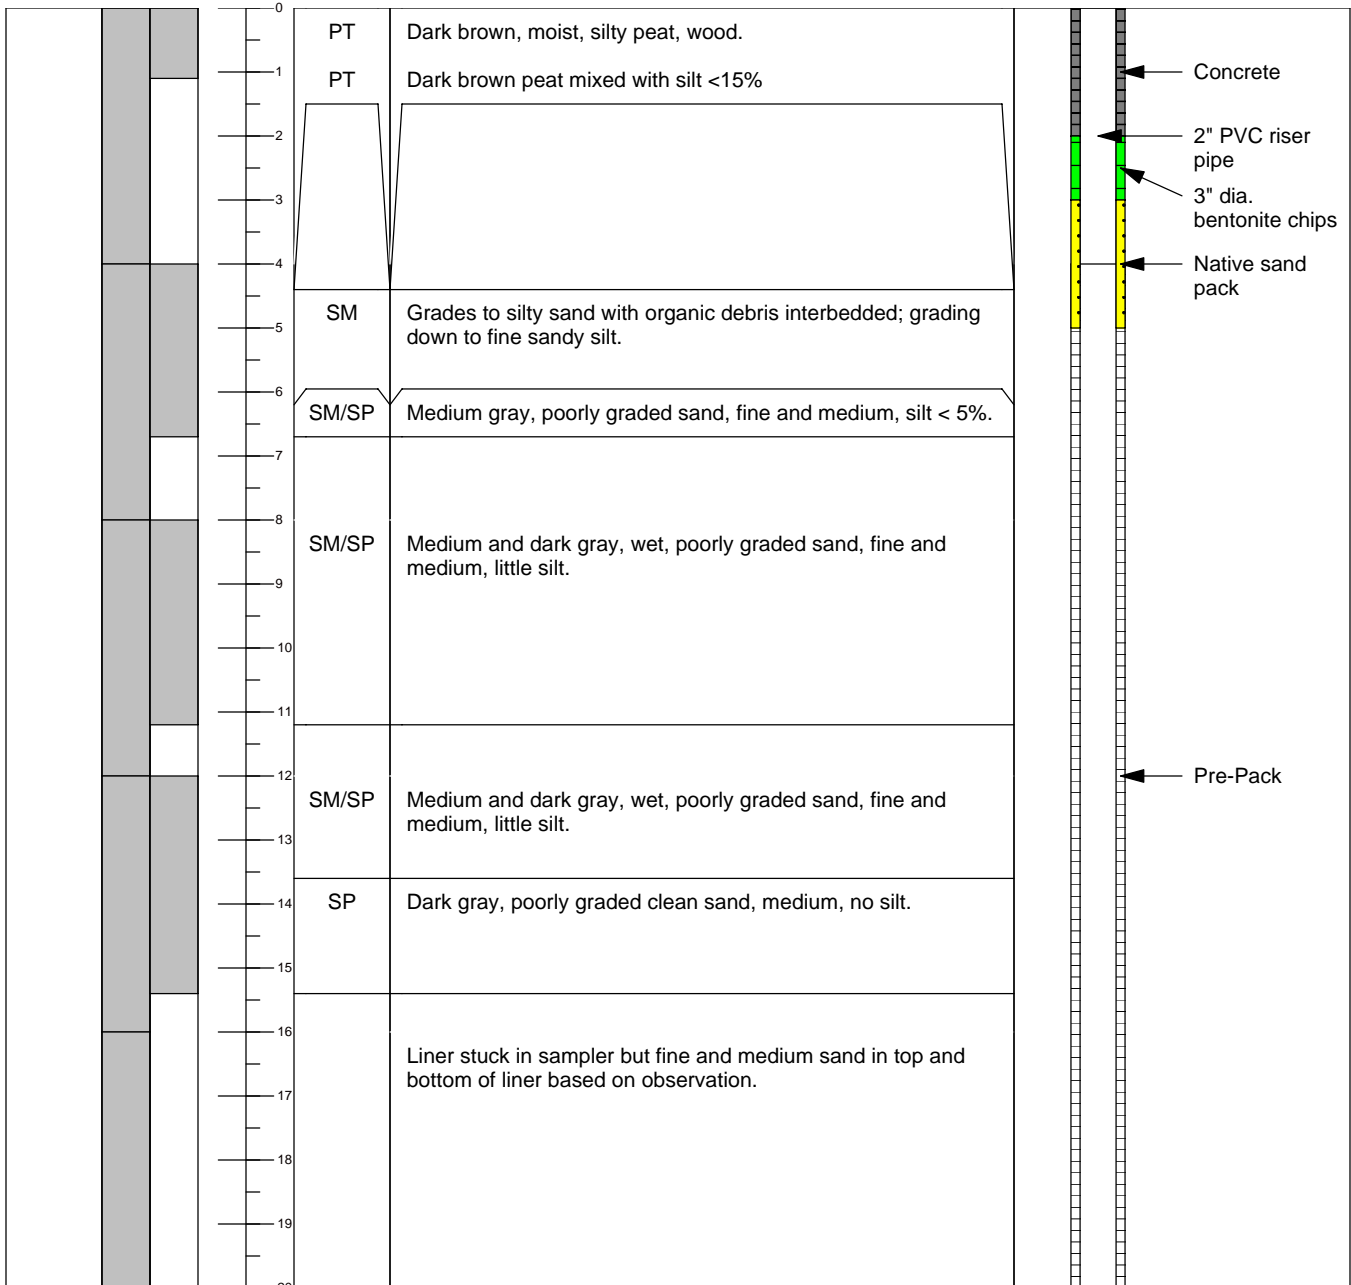 0
PT Dark brown, moist, silty peat, wood.
1
PT Dark brown peat mixed with silt <15%
Concrete
2
2" PVC riser
pipe
3
3" dia.
bentonite chips
4
Native sand
pack
SM Grades to silty sand with organic debris interbedded; grading
5
down to fine sandy silt.
6
SM/SP Medium gray, poorly graded sand, fine and medium, silt < 5%.
7
8
SM/SP Medium and dark gray, wet, poorly graded sand, fine and
medium, little silt.
9
10
11
12
Pre-Pack
SM/SP Medium and dark gray, wet, poorly graded sand, fine and
medium, little silt.
13
14
SP Dark gray, poorly graded clean sand, medium, no silt.
15
16
Liner stuck in sampler but fine and medium sand in top and
bottom of liner based on observation.
17
18
19